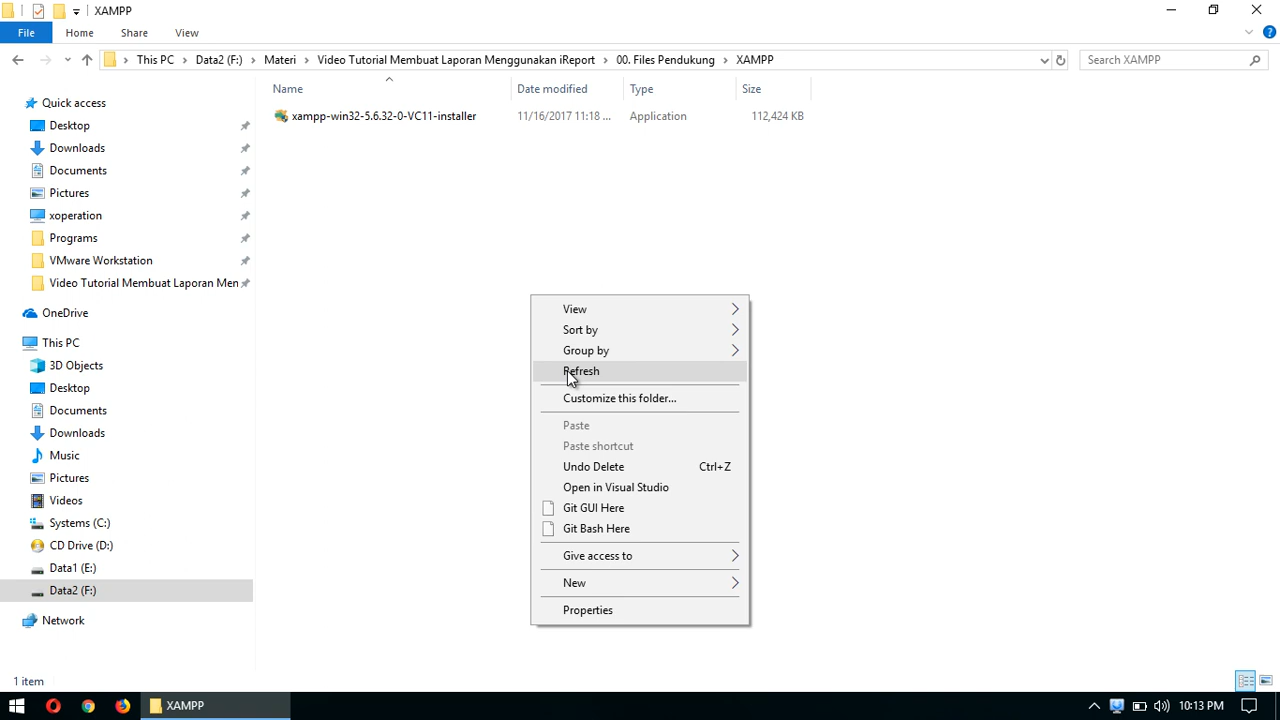 XAMPP
File Home Share View
This PC Data2 (F:) Materi Video Tutorial Membuat Laporan Menggunakan iReport 00. Files Pendukung XAMPP Search XAMPP
Name Date modified Type Size
xampp-win32-5.6.32-0-VC11-installer 11/16/2017 11:18 ... Application 112,424 KB
Quick access
Desktop
Downloads
Documents
Pictures
xoperation
Programs
VMware Workstation
Video Tutorial Membuat Laporan Men
OneDrive
This PC
3D Objects
Desktop
Documents
Downloads
Music
Pictures
Videos
Systems (C:)
CD Drive (D:)
Data1 (E:)
Data2 (F:)
Network
View
Sort by
Group by
Refresh
Customize this folder...
Paste
Paste shortcut
Undo Delete Ctrl+Z
Open in Visual Studio
Git GUI Here
Git Bash Here
Give access to
New
Properties
1 item
XAMPP 10:13 PM